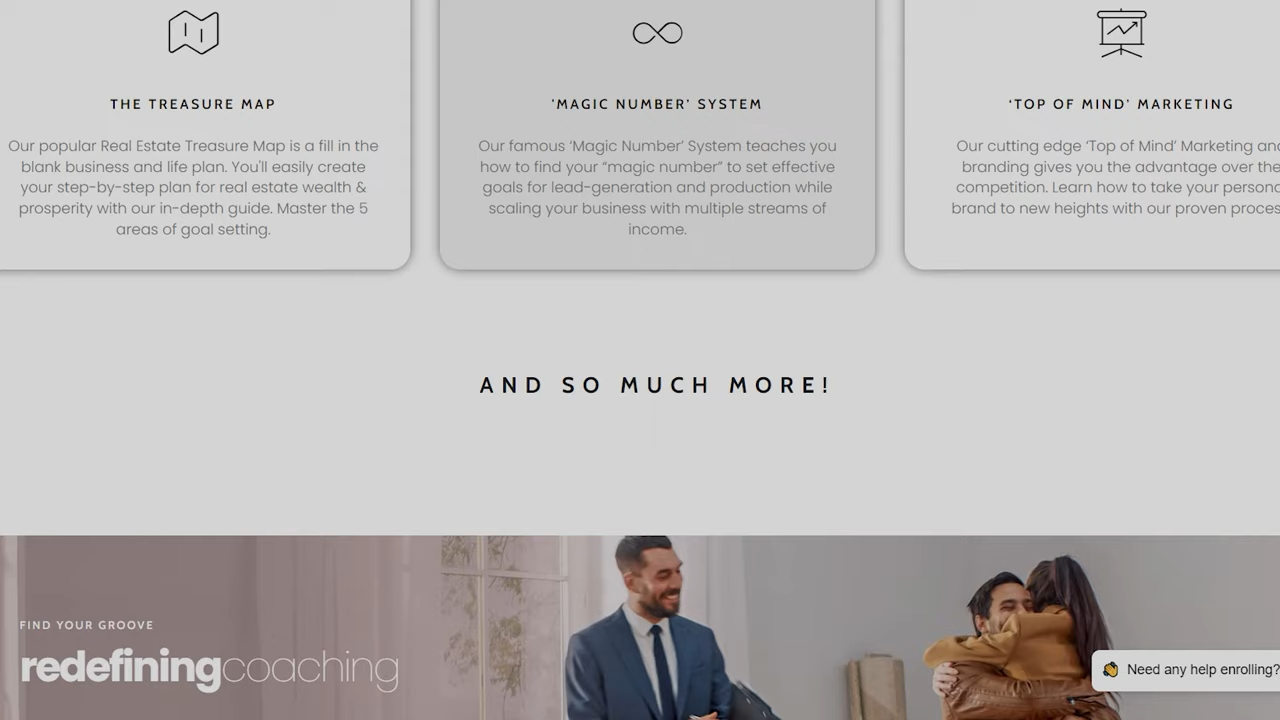 THE TREASURE MAP
Our popular Real Estate Treasure Map is a fill in the
blank business and life plan. You'll easily create
your step-by-step plan for real estate wealth &
prosperity with our in-depth guide. Master the 5
areas of goal setting.
'MAGIC NUMBER' SYSTEM
Our famous ‘Magic Number’ System teaches you
how to find your “magic number” to set effective
goals for lead-generation and production while
scaling your business with multiple streams of
income.
‘TOP OF MIND’ MARKETING
Our cutting edge ‘Top of Mind’ Marketing and
branding gives you the advantage over the
competition. Learn how to take your persona
brand to new heights with our proven proces
AND SO MUCH MORE!
FIND YOUR GROOVE
redefiningcoaching
Need any help enrolling?